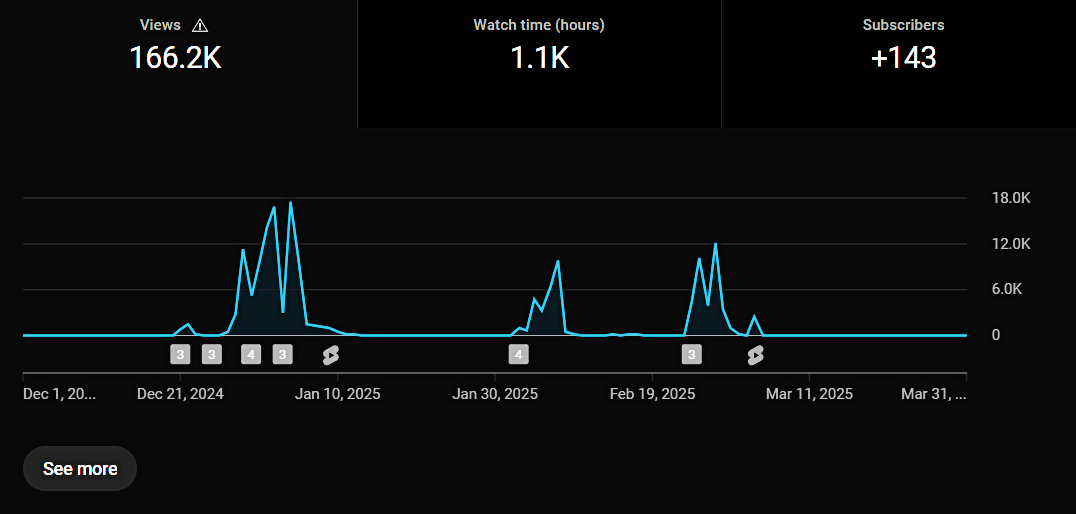 Views
Watch time (hours)
Subscribers
166.2K
1.1K
+143
18.0K
12.0K
6.0K
0
3 3 4 3 4 3
Dec 1, 20... Dec 21, 2024 Jan 10, 2025 Jan 30, 2025 Feb 19, 2025 Mar 11, 2025 Mar 31, ...
See more